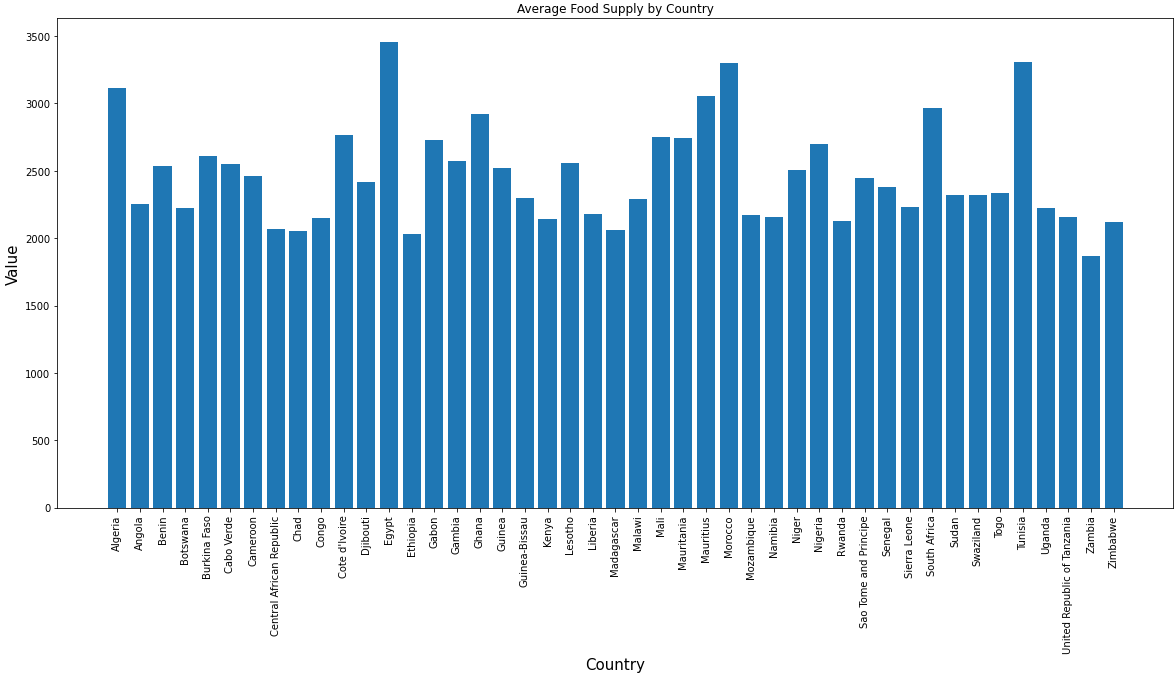 Average Food Supply by Country
Value
3500
3000
2500
2000
1500
1000
500
0
Algeria
Angola
Benin
Botswana
Burkina Faso
Cabo Verde
Cameroon
Central African Republic
Chad
Congo
Cote d'Ivoire
Djibouti
Egypt
Ethiopia
Gabon
Gambia
Ghana
Guinea
Guinea-Bissau
Kenya
Lesotho
Liberia
Madagascar
Malawi
Mali
Mauritania
Mauritius
Morocco
Mozambique
Namibia
Niger
Nigeria
Rwanda
Sao Tome and Principe
Senegal
Sierra Leone
South Africa
Sudan
Swaziland
Togo
Tunisia
Uganda
United Republic of Tanzania
Zambia
Zimbabwe
Country